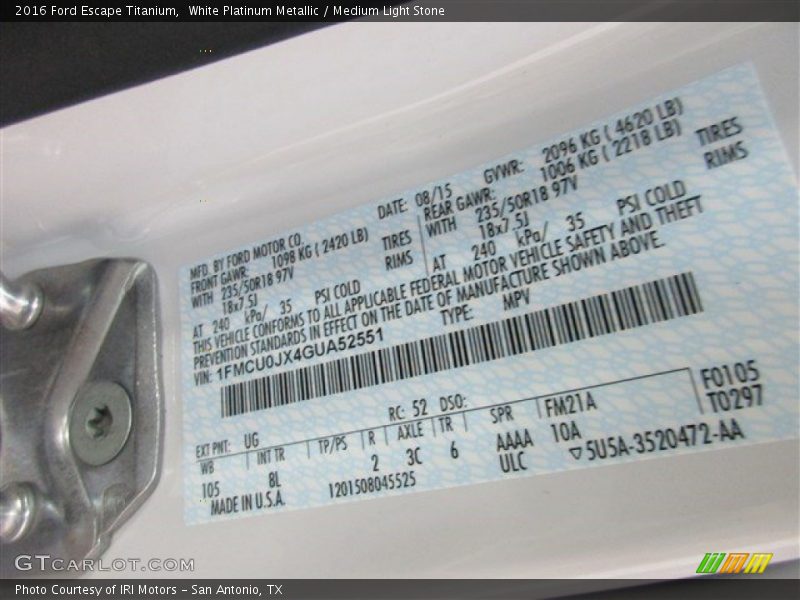 2016 Ford Escape Titanium,  White Platinum Metallic / Medium Light Stone
MFD. BY FORD MOTOR CO. DATE: 08/15 GVWR: 2096 KG ( 4620 LB)
FRONT GAWR: 1098 KG ( 2420 LB) REAR GAWR: 1006 KG ( 2218 LB)
WITH 235/50R18 97V TIRES WITH 235/50R18 97V TIRES
18x7.5J RIMS 18x7.5J RIMS
AT 240 kPa/ 35 PSI COLD AT 240 kPa/ 35 PSI COLD
THIS VEHICLE CONFORMS TO ALL APPLICABLE FEDERAL MOTOR VEHICLE SAFETY AND THEFT
PREVENTION STANDARDS IN EFFECT ON THE DATE OF MANUFACTURE SHOWN ABOVE.
VIN: 1FMCU0JX4GUA52551 TYPE: MPV
F0105
T0297
EXT PNT: UG RC: 52 DSO: FM21A
WB INT TR TP/PS R AXLE TR SPR 10A
105 8L 2 3C 6 AAAA ▽5U5A-3520472-AA
ULC
MADE IN U.S.A. 1201508045525
GTCARLOT.COM
Photo Courtesy of IRI Motors – San Antonio, TX